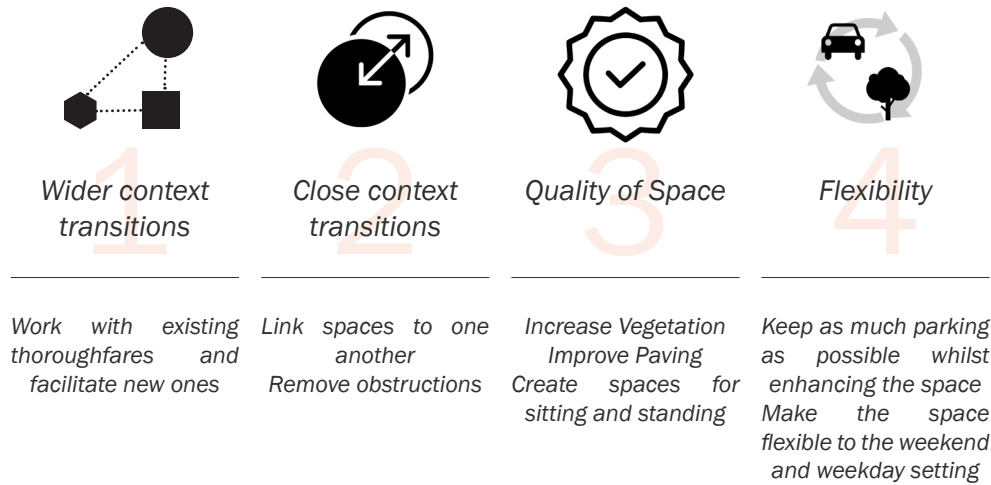 1
Wider context
transitions
Work with existing
thoroughfares and
facilitate new ones
2
Close context
transitions
Link spaces to one
another
Remove obstructions
3
Quality of Space
Increase Vegetation
Improve Paving
Create spaces for
sitting and standing
4
Flexibility
Keep as much parking
as possible whilst
enhancing the space
Make the space
flexible to the weekend
and weekday setting